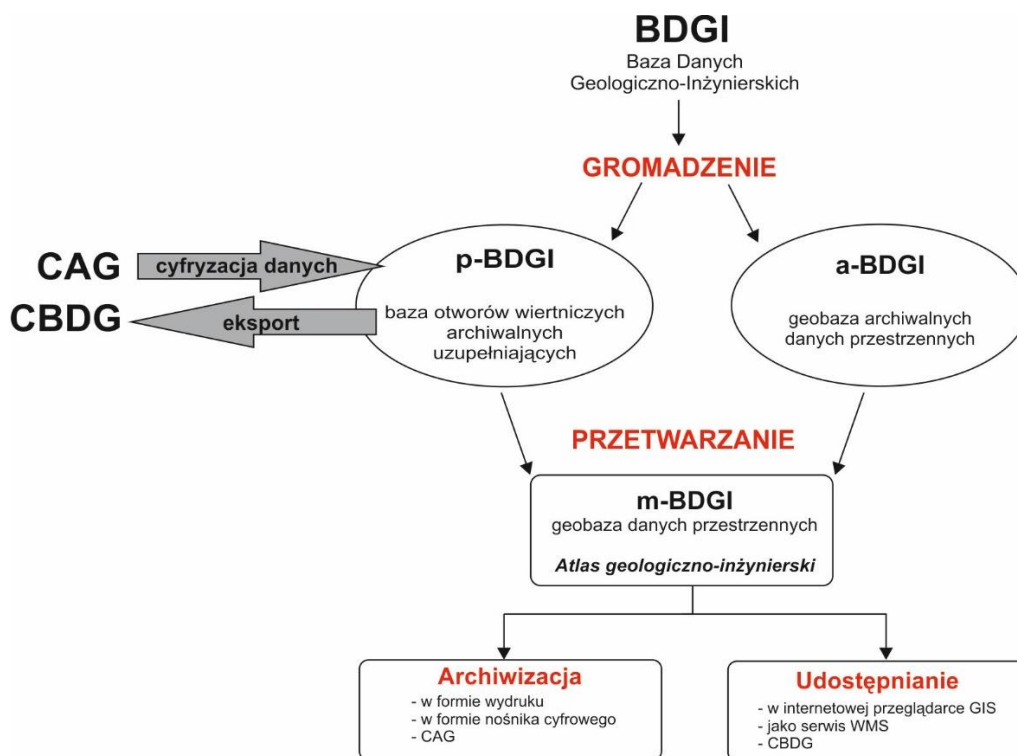 BDGI
Baza Danych
Geologiczno-Inżynierskich
GROMADZENIE
CAG
cyfryzacja danych
CBDG
eksport
p-BDGI
baza otworów wiertniczych
archiwalnych
uzupełniających
a-BDGI
geobaza archiwalnych
danych przestrzennych
PRZETWARZANIE
m-BDGI
geobaza danych przestrzennych
Atlas geologiczno-inżynierski
Archiwizacja
- w formie wydruku
- w formie nośnika cyfrowego
- CAG
Udostępnianie
- w internetowej przeglądarce GIS
- jako serwis WMS
- CBDG